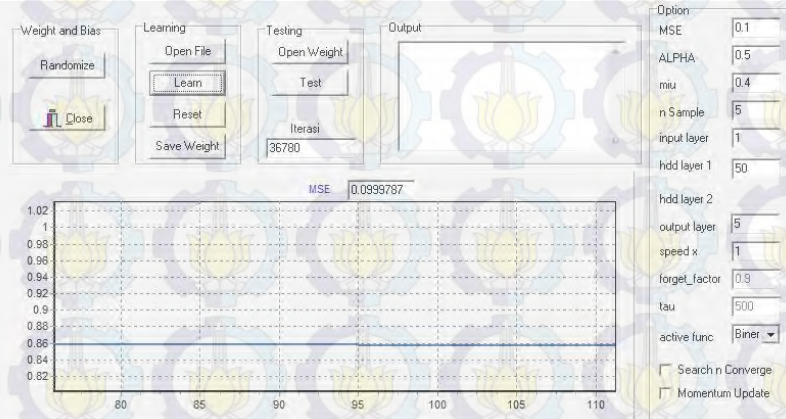 Weight and Bias
Randomize
Close
Learning
Open File
Learn
Reset
Save Weight
Testing
Open Weight
Test
Iterasi
36780
Output
Option
MSE 0.1
ALPHA 0.5
miu 0.4
n Sample 5
input layer 1
hdd layer 1 50
hdd layer 2
output layer 5
speed x 1
forget_factor 0.9
tau 500
active func Biner
Search n Converge
Momentum Update
MSE 0.0999787
1.02
1
0.98
0.96
0.94
0.92
0.9
0.88
0.86
0.84
0.82
80 85 90 95 100 105 110